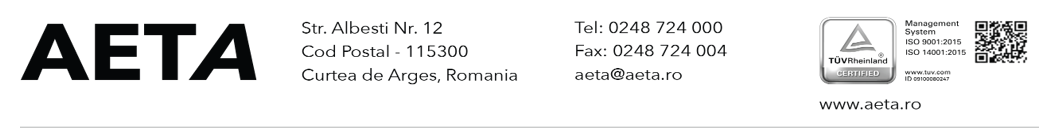 AETA
Str. Albesti Nr. 12
Cod Postal - 115300
Curtea de Arges, Romania
Tel: 0248 724 000
Fax: 0248 724 004
aeta@aeta.ro
TÜVRheinland
CERTIFIED
Management
System
ISO 9001:2015
ISO 14001:2015
www.tuv.com
ID 09100080247
www.aeta.ro